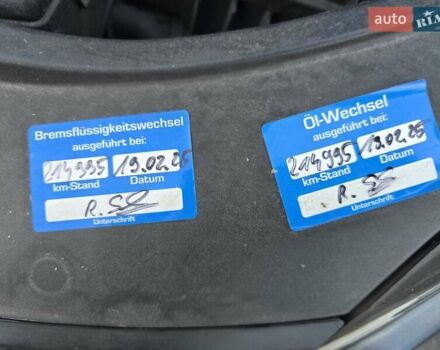 auto RIA
Bremsflüssigkeitswechsel
ausgeführt bei:
214995 19.02.25
km-Stand Datum
R.
Unterschrift
Öl-Wechsel
ausgeführt bei:
214995 19.02.25
km-Stand Datum
R.
Unterschrift